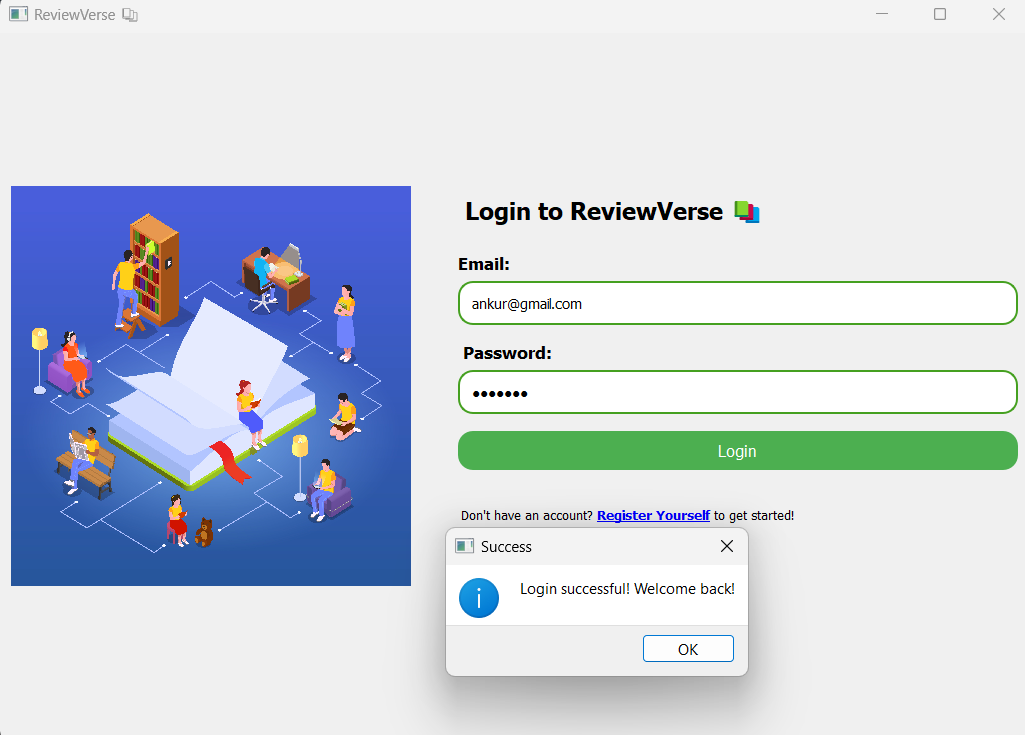 ReviewVerse
Login to ReviewVerse
Email:
ankur@gmail.com
Password:
•••••••
Login
Don't have an account? Register Yourself to get started!
Success
Login successful! Welcome back!
OK